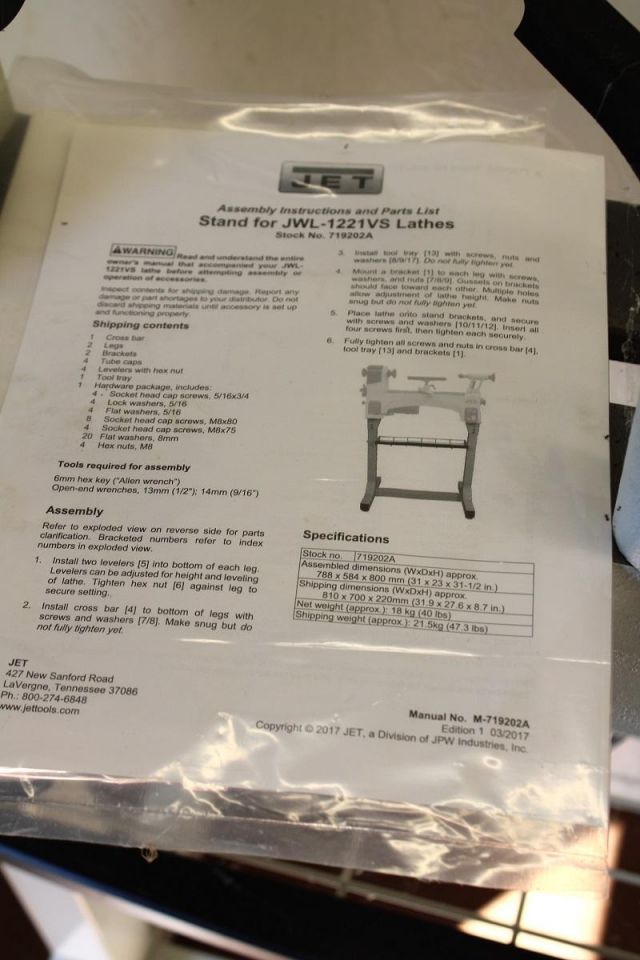 JET
Assembly Instructions and Parts List
Stand for JWL-1221VS Lathes
Stock No. 719202A
⚠WARNING Read and understand the entire
owner's manual that accompanied your JWL-
1221VS lathe before attempting assembly or
operation of accessories.
Inspect contents for shipping damage. Report any
damage or part shortages to your distributor. Do not
discard shipping materials until accessory is set up
and functioning properly.
Shipping contents
1 Cross bar
2 Legs
2 Brackets
4 Tube caps
4 Levelers with hex nut
1 Tool tray
1 Hardware package, includes:
4 - Socket head cap screws, 5/16x3/4
4 Lock washers, 5/16
4 Flat washers, 5/16
8 Socket head cap screws, M8x80
4 Socket head cap screws, M8x75
20 Flat washers, 8mm
4 Hex nuts, M8
Tools required for assembly
6mm hex key ("Allen wrench")
Open-end wrenches, 13mm (1/2"); 14mm (9/16")
Assembly
Refer to exploded view on reverse side for parts
clarification. Bracketed numbers refer to index
numbers in exploded view.
1. Install two levelers [5] into bottom of each leg.
Levelers can be adjusted for height and leveling
of lathe. Tighten hex nut [6] against leg to
secure setting.
2. Install cross bar [4] to bottom of legs with
screws and washers [7/8]. Make snug but do
not fully tighten yet.
3. Install tool tray [13] with screws, nuts and
washers [8/9/17]. Do not fully tighten yet.
4. Mount a bracket [1] to each leg with screws,
washers, and nuts [7/8/9]. Gussets on brackets
should face toward each other. Multiple holes
allow adjustment of lathe height. Make nuts
snug but do not fully tighten yet.
5. Place lathe onto stand brackets, and secure
with screws and washers [10/11/12]. Insert all
four screws first, then tighten each securely.
6. Fully tighten all screws and nuts in cross bar [4],
tool tray [13] and brackets [1].
Specifications
Stock no. 719202A
Assembled dimensions (WxDxH) approx.
788 x 584 x 800 mm (31 x 23 x 31-1/2 in.)
Shipping dimensions (WxDxH) approx.
810 x 700 x 220mm (31.9 x 27.6 x 8.7 in.)
Net weight (approx.): 18 kg (40 lbs)
Shipping weight (approx.): 21.5kg (47.3 lbs)
JET
427 New Sanford Road
LaVergne, Tennessee 37086
Ph.: 800-274-6848
www.jettools.com
Manual No. M-719202A
Edition 1 03/2017
Copyright © 2017 JET, a Division of JPW Industries, Inc.